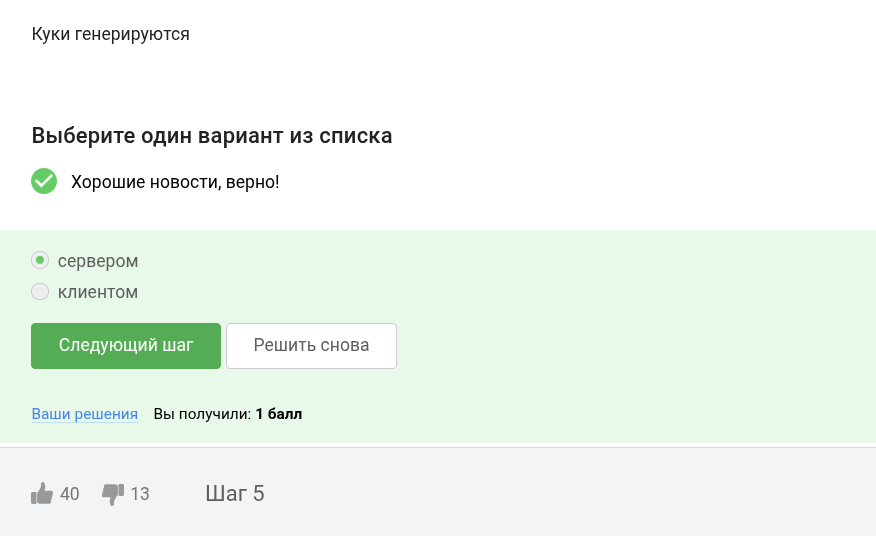 Куки генерируются
Выберите один вариант из списка
Хорошие новости, верно!
сервером
клиентом
Следующий шаг Решить снова
Ваши решения Вы получили: 1 балл
40 13 Шаг 5